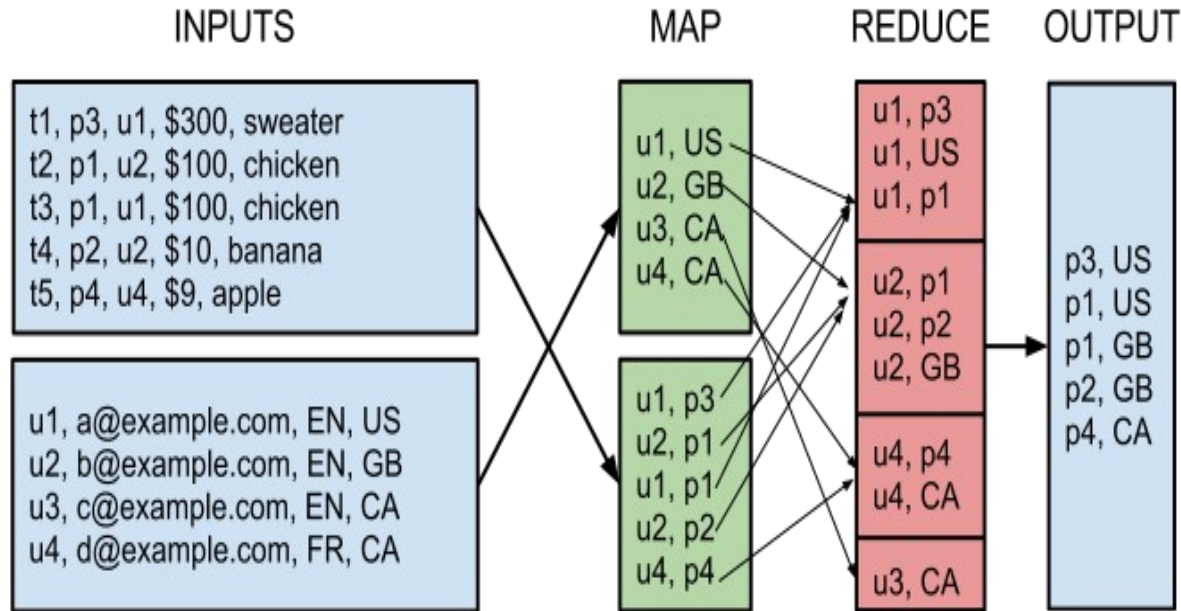 INPUTS
MAP
REDUCE
OUTPUT
t1, p3, u1, $300, sweater
t2, p1, u2, $100, chicken
t3, p1, u1, $100, chicken
t4, p2, u2, $10, banana
t5, p4, u4, $9, apple
u1, a@example.com, EN, US
u2, b@example.com, EN, GB
u3, c@example.com, EN, CA
u4, d@example.com, FR, CA
u1, US
u2, GB
u3, CA
u4, CA
u1, p3
u2, p1
u1, p1
u2, p2
u4, p4
u1, p3
u1, US
u1, p1
u2, p1
u2, p2
u2, GB
u4, p4
u4, CA
u3, CA
p3, US
p1, US
p1, GB
p2, GB
p4, CA